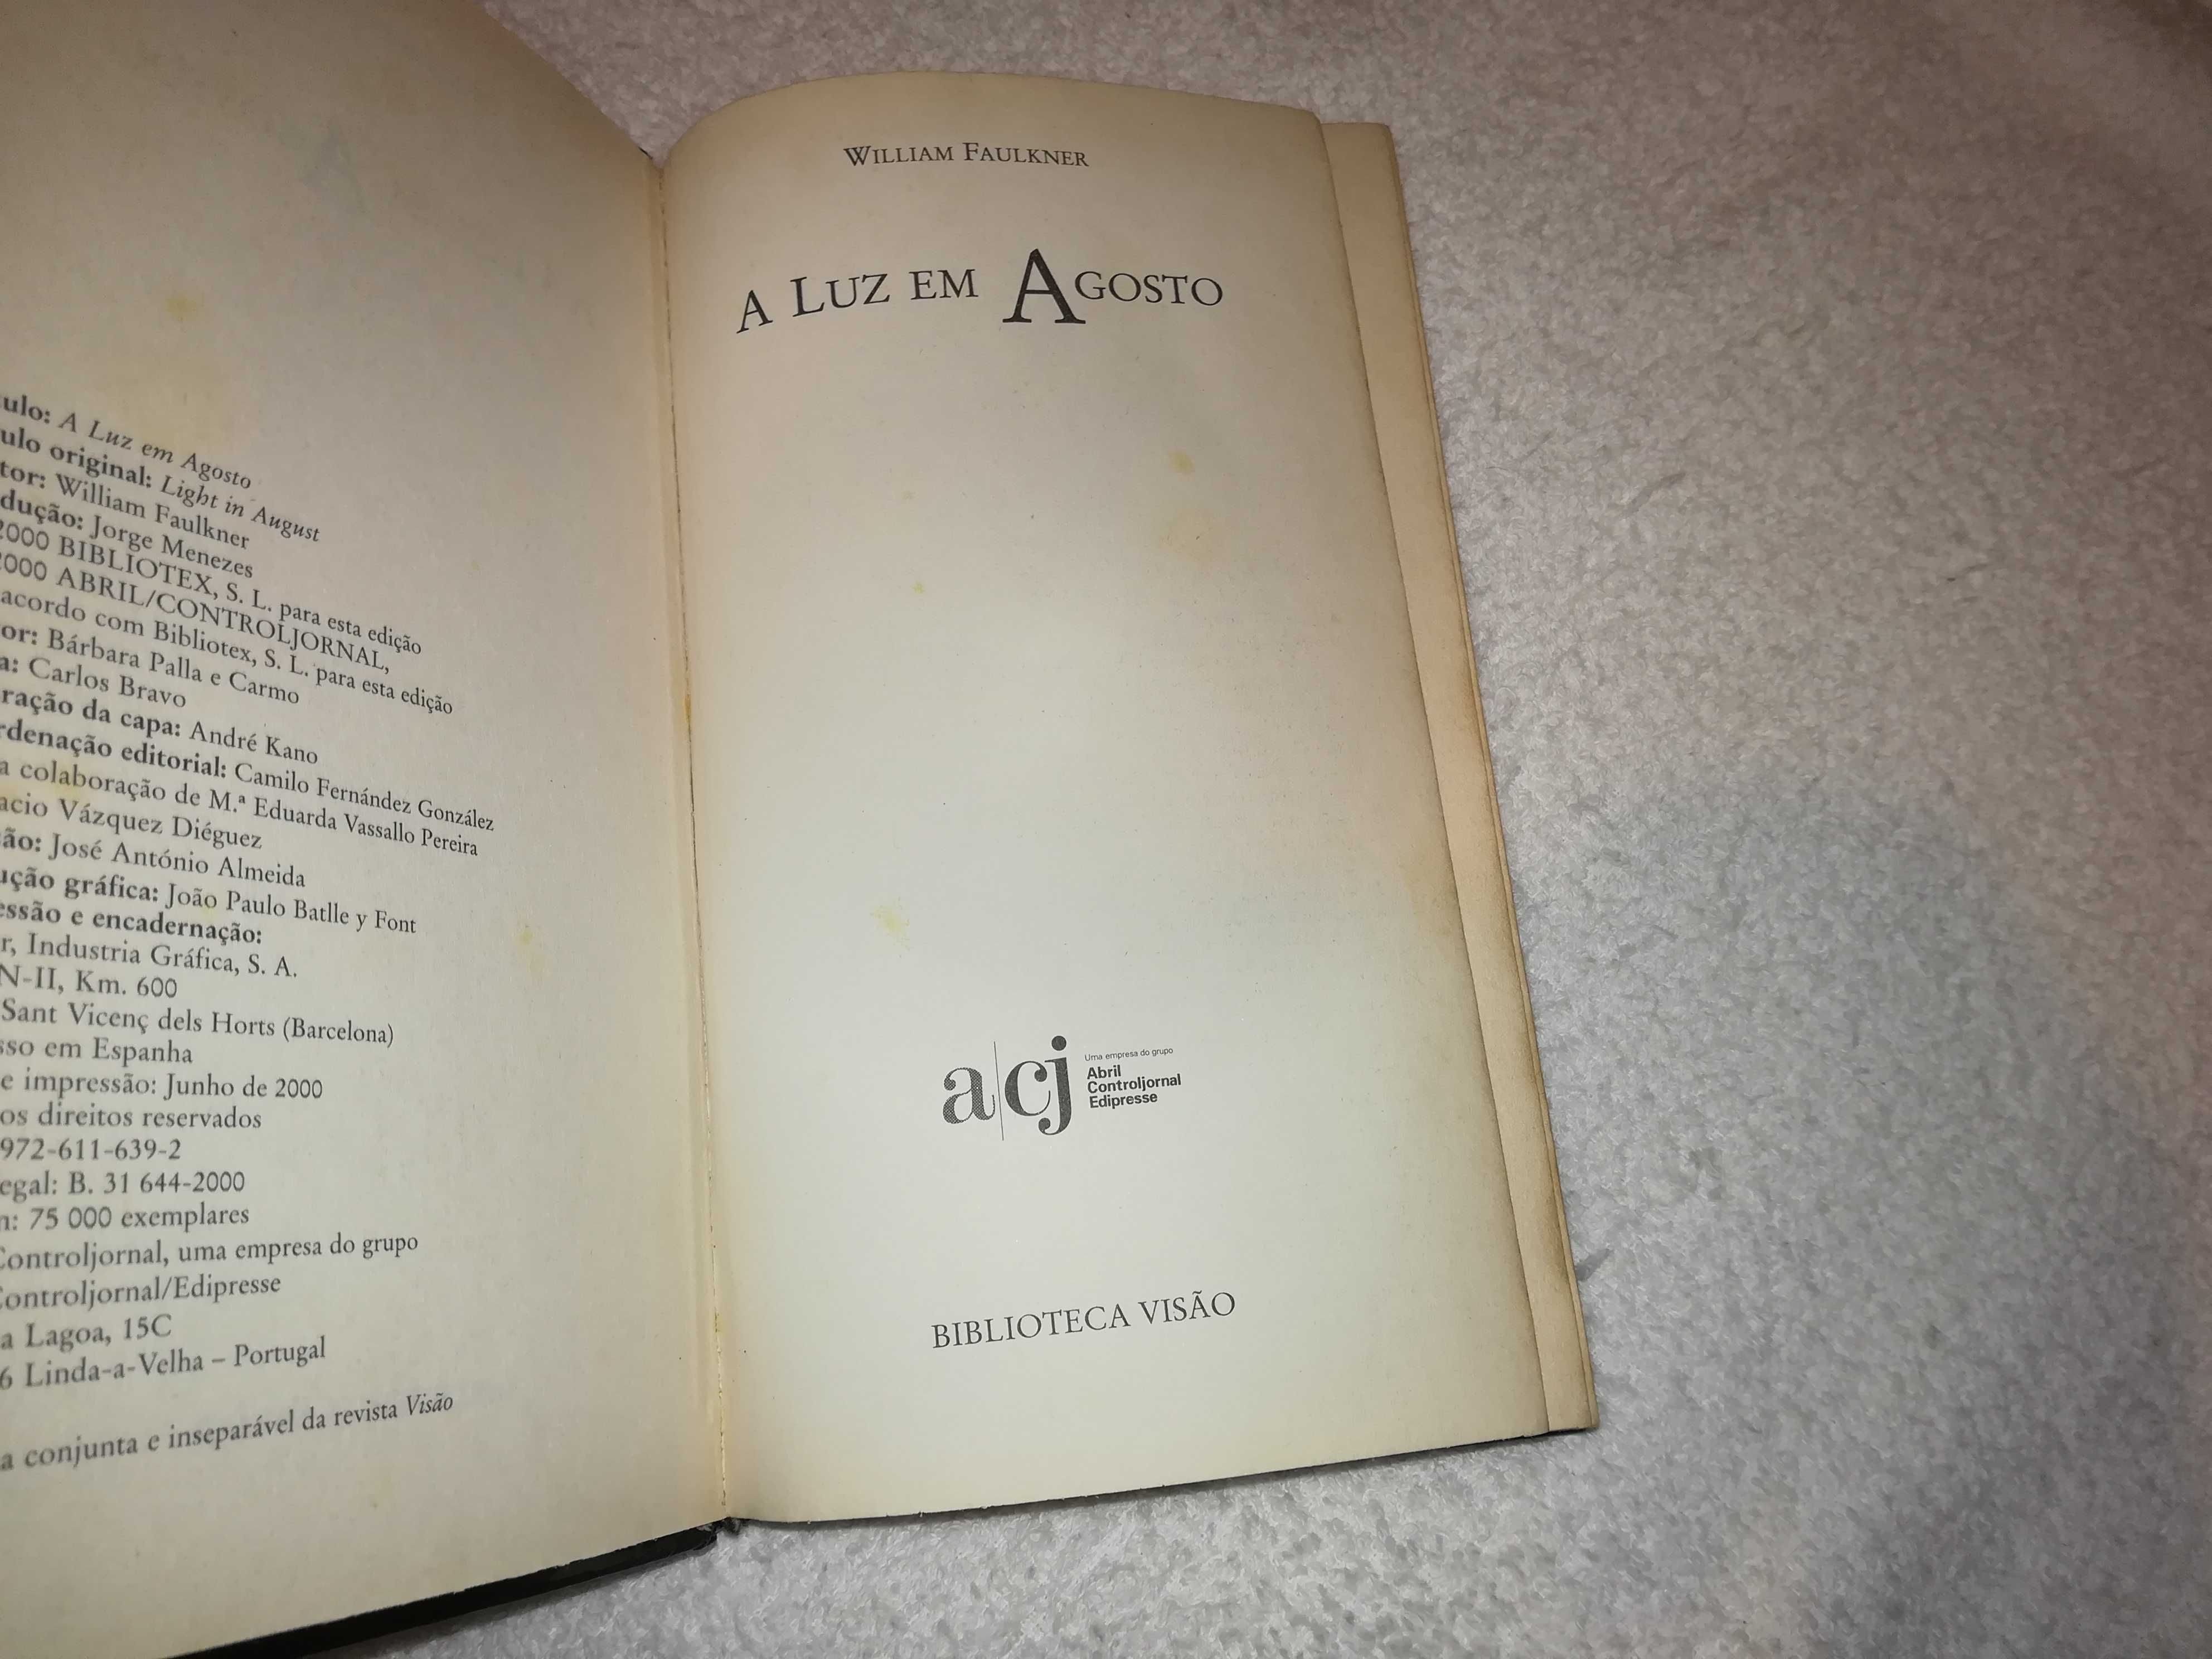 ulo: A Luz em Agosto
ulo original: Light in August
tor: William Faulkner
dução: Jorge Menezes
2000 BIBLIOTEX, S. L. para esta edição
2000 ABRIL/CONTROLJORNAL,
acordo com Bibliotex, S. L. para esta edição
or: Bárbara Palla e Carmo
a: Carlos Bravo
ração da capa: André Kano
rdenação editorial: Camilo Fernández González
a colaboração de M.ª Eduarda Vassallo Pereira
acio Vázquez Diéguez
são: José António Almeida
ução gráfica: João Paulo Batlle y Font
essão e encadernação:
r, Industria Gráfica, S. A.
N-II, Km. 600
Sant Vicenç dels Horts (Barcelona)
sso em Espanha
e impressão: Junho de 2000
os direitos reservados
972-611-639-2
egal: B. 31 644-2000
m: 75 000 exemplares
Controljornal, uma empresa do grupo
Controljornal/Edipresse
a Lagoa, 15C
6 Linda-a-Velha – Portugal
a conjunta e inseparável da revista Visão
WILLIAM FAULKNER
A LUZ EM AGOSTO
a|cj
Uma empresa do grupo
Abril
Controljornal
Edipresse
BIBLIOTECA VISÃO